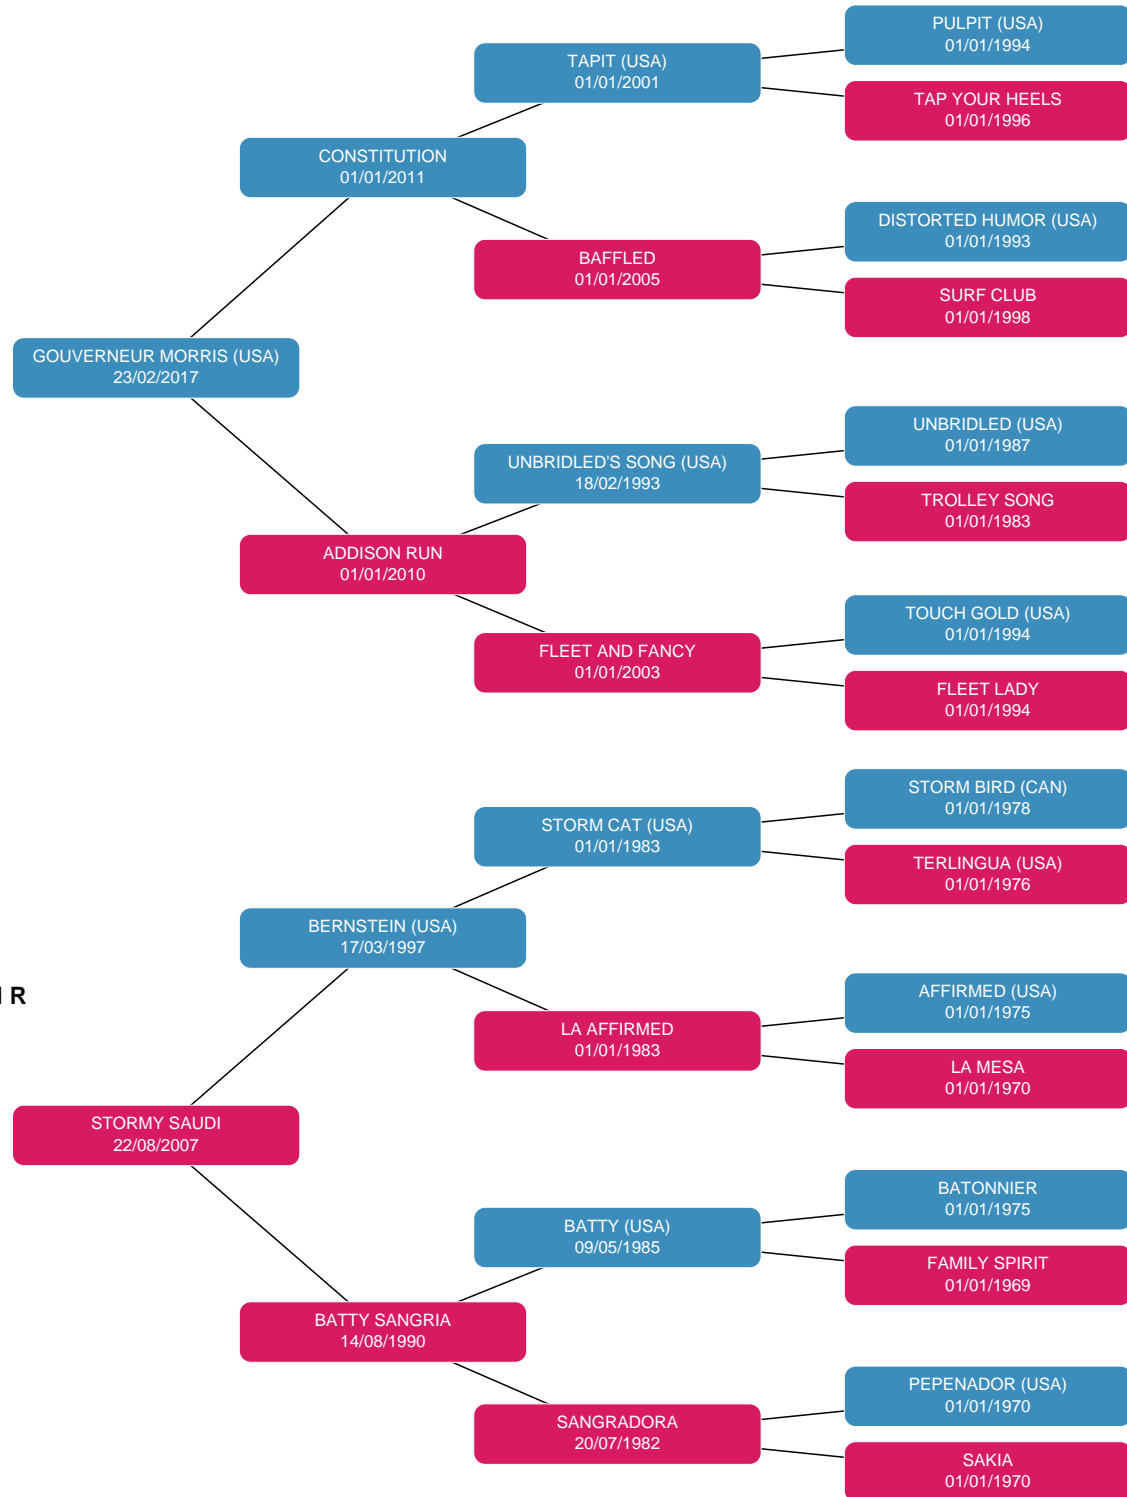 PULPIT (USA)
01/01/1994
TAPIT (USA)
01/01/2001
TAP YOUR HEELS
01/01/1996
CONSTITUTION
01/01/2011
DISTORTED HUMOR (USA)
01/01/1993
BAFFLED
01/01/2005
SURF CLUB
01/01/1998
GOUVERNEUR MORRIS (USA)
23/02/2017
UNBRIDLED (USA)
01/01/1987
UNBRIDLED'S SONG (USA)
18/02/1993
TROLLEY SONG
01/01/1983
ADDISON RUN
01/01/2010
TOUCH GOLD (USA)
01/01/1994
FLEET AND FANCY
01/01/2003
FLEET LADY
01/01/1994
STORM BIRD (CAN)
01/01/1978
STORM CAT (USA)
01/01/1983
TERLINGUA (USA)
01/01/1976
BERNSTEIN (USA)
17/03/1997
AFFIRMED (USA)
01/01/1975
R
LA AFFIRMED
01/01/1983
LA MESA
01/01/1970
STORMY SAUDI
22/08/2007
BATONNIER
01/01/1975
BATTY (USA)
09/05/1985
FAMILY SPIRIT
01/01/1969
BATTY SANGRIA
14/08/1990
PEPENADOR (USA)
01/01/1970
SANGRADORA
20/07/1982
SAKIA
01/01/1970